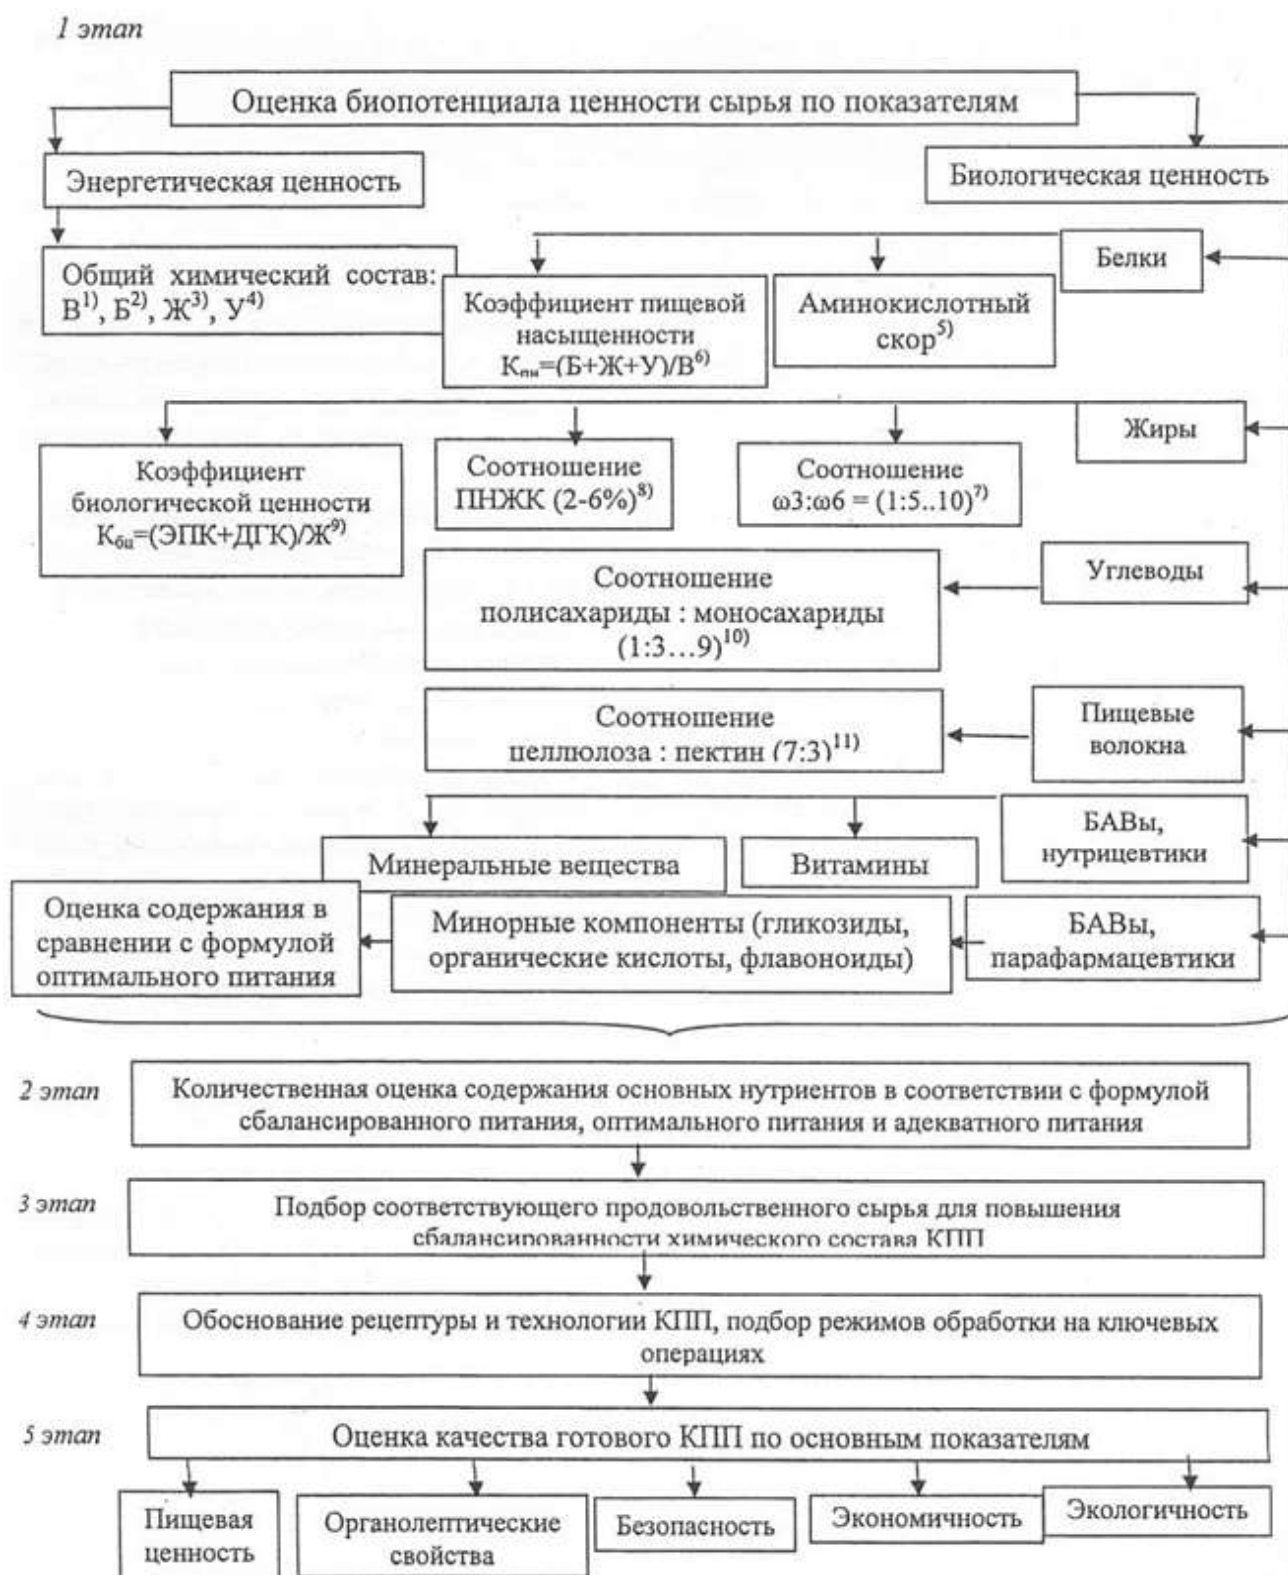 1 этап
Оценка биопотенциала ценности сырья по показателям
Энергетическая ценность
Биологическая ценность
Общий химический состав:
В¹⁾, Б²⁾, Ж³⁾, У⁴⁾
Белки
Коэффициент пищевой
насыщенности
Кпн=(Б+Ж+У)/В⁶⁾
Аминокислотный
скор⁵⁾
Жиры
Коэффициент
биологической ценности
Кбц=(ЭПК+ДГК)/Ж⁹⁾
Соотношение
ПНЖК (2-6%)⁸⁾
Соотношение
ω3:ω6 = (1:5..10)⁷⁾
Углеводы
Соотношение
полисахариды : моносахариды
(1:3…9)¹⁰⁾
Пищевые
волокна
Соотношение
целлюлоза : пектин (7:3)¹¹⁾
БАВы,
нутрицевтики
Минеральные вещества
Витамины
БАВы,
парафармацевтики
Минорные компоненты (гликозиды,
органические кислоты, флавоноиды)
Оценка содержания в
сравнении с формулой
оптимального питания
2 этап
Количественная оценка содержания основных нутриентов в соответствии с формулой
сбалансированного питания, оптимального питания и адекватного питания
3 этап
Подбор соответствующего продовольственного сырья для повышения
сбалансированности химического состава КПП
4 этап
Обоснование рецептуры и технологии КПП, подбор режимов обработки на ключевых
операциях
5 этап
Оценка качества готового КПП по основным показателям
Пищевая
ценность
Органолептические
свойства
Безопасность
Экономичность
Экологичность